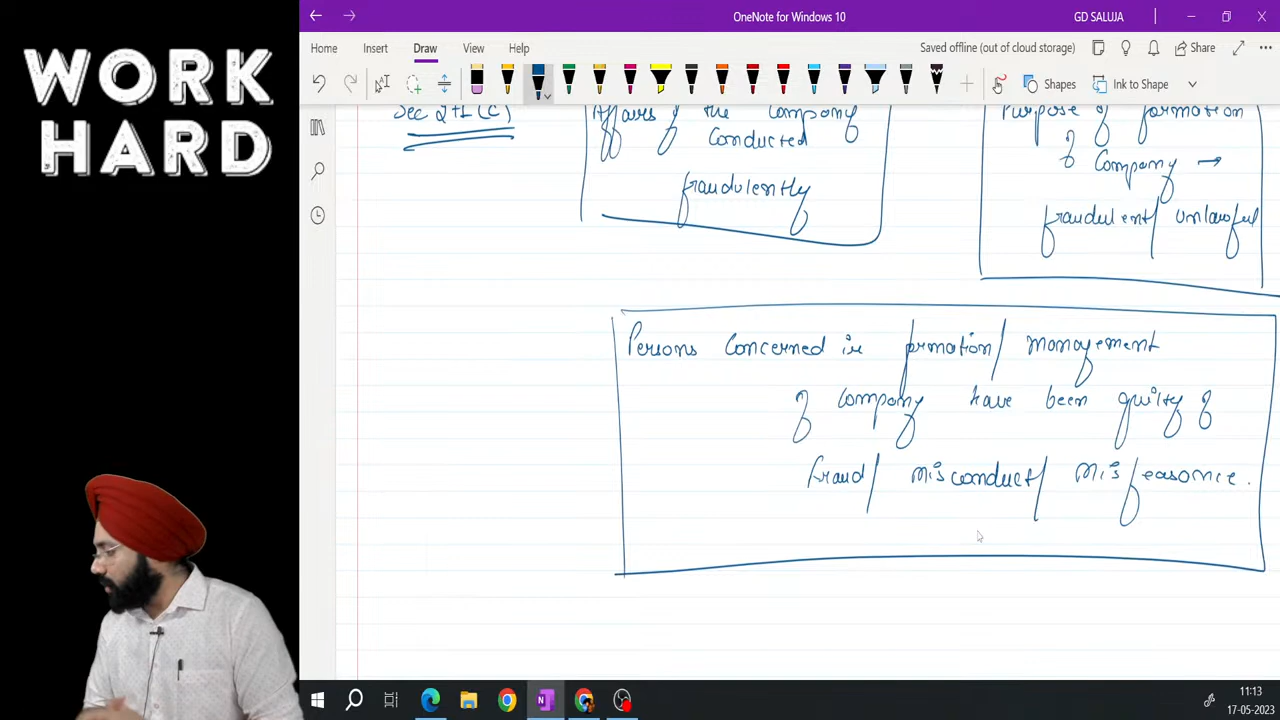 WORK
HARD
OneNote for Windows 10
GD SALUJA
Home
Insert
Draw
View
Help
Saved offline (out of cloud storage)
Share
Shapes
Ink to Shape
Sec 271 (C)
Affairs of the Company
Conducted
fraudulently
Purpose of formation
of Company →
fraudulent/ unlawful
Persons Concerned in formation/ management
of company have been guilty of
fraud/ misconduct/ misfeasance.
11:13
17-05-2023